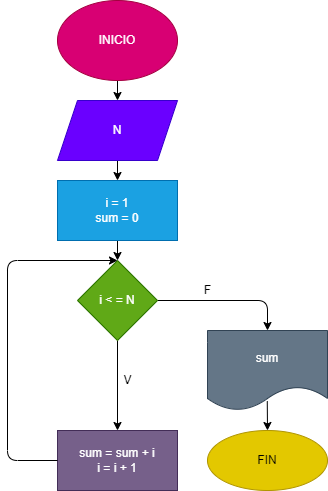 INICIO
N
i = 1
sum = 0
i < = N
F
sum
V
sum = sum + i
i = i + 1
FIN